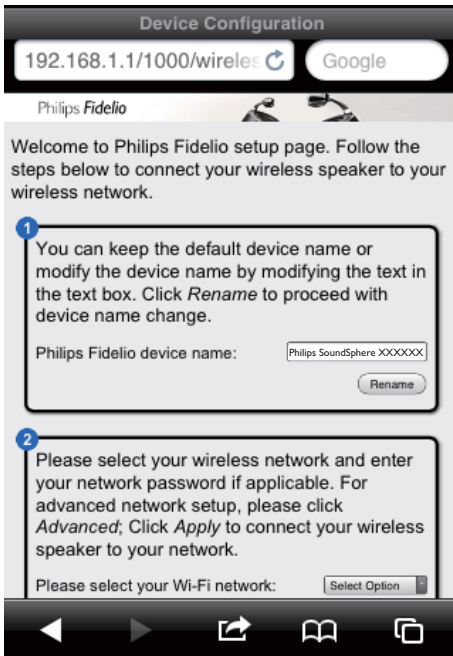 Device Configuration
192.168.1.1/1000/wireles
Google
Philips Fidelio
Welcome to Philips Fidelio setup page. Follow the
steps below to connect your wireless speaker to your
wireless network.
1
You can keep the default device name or
modify the device name by modifying the text in
the text box. Click Rename to proceed with
device name change.
Philips Fidelio device name:
Philips SoundSphere XXXXXX
Rename
2
Please select your wireless network and enter
your network password if applicable. For
advanced network setup, please click
Advanced; Click Apply to connect your wireless
speaker to your network.
Please select your Wi-Fi network:
Select Option